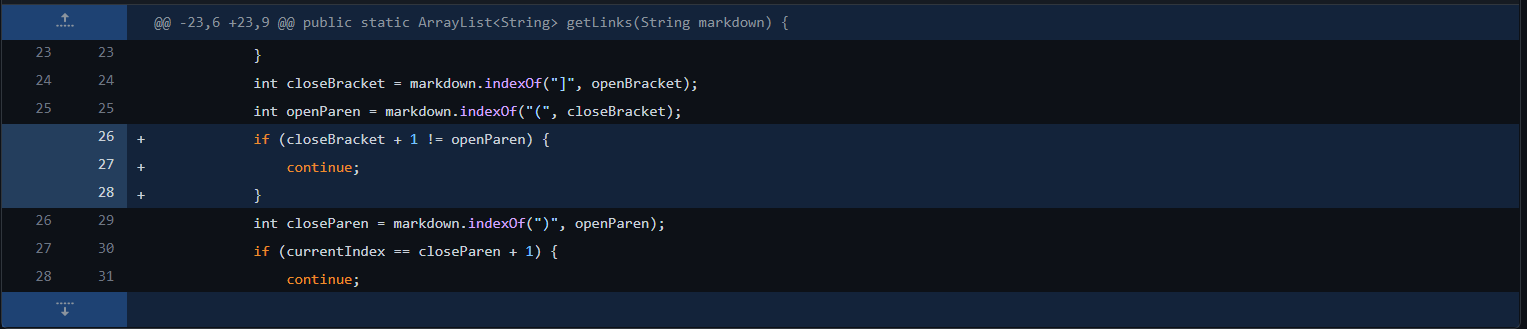 @@ -23,6 +23,9 @@ public static ArrayList<String> getLinks(String markdown) {
23 23 }
24 24 int closeBracket = markdown.indexOf("]", openBracket);
25 25 int openParen = markdown.indexOf("(", closeBracket);
26 + if (closeBracket + 1 != openParen) {
27 + continue;
28 + }
26 29 int closeParen = markdown.indexOf(")", openParen);
27 30 if (currentIndex == closeParen + 1) {
28 31 continue;